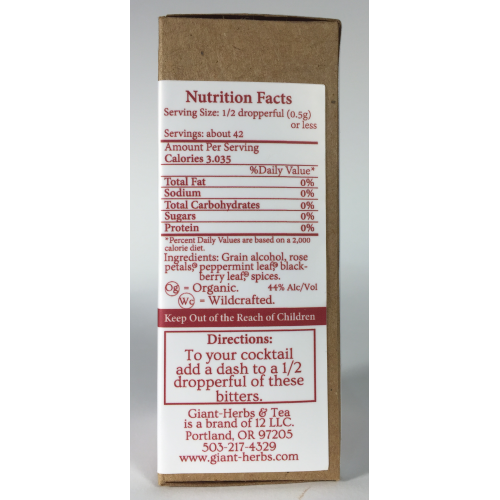 Nutrition Facts
Serving Size: 1/2 dropperful (0.5g)
or less
Servings: about 42
Amount Per Serving
Calories 3.035
%Daily Value*
Total Fat 0%
Sodium 0%
Total Carbohydrates 0%
Sugars 0%
Protein 0%
*Percent Daily Values are based on a 2,000
calorie diet.
Ingredients: Grain alcohol, rose
petals, peppermint leaf, black-
berry leaf, spices.
Og = Organic. 44% Alc/Vol
Wc = Wildcrafted.
Keep Out of the Reach of Children
Directions:
To your cocktail
add a dash to a 1/2
dropperful of these
bitters.
Giant-Herbs & Tea
is a brand of 12 LLC.
Portland, OR 97205
503-217-4329
www.giant-herbs.com